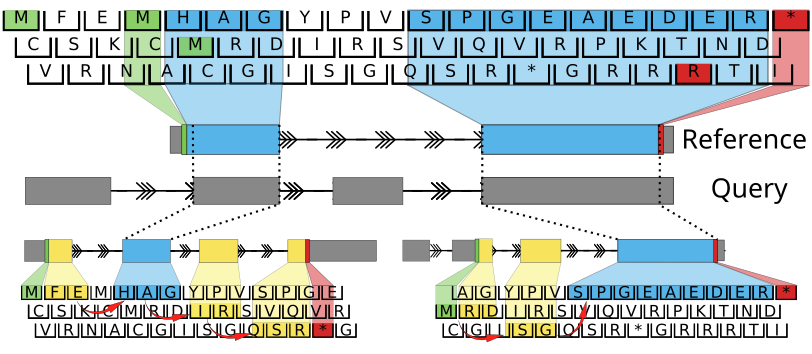 M F E M H A G Y P V S P G E A E D E R *
C S K C M R D I R S V Q V R P K T N D
V R N A C G I S G Q S R * G R R R T I
Reference
Query
M F E M H A G Y P V S P G E
C S K C M R D I R S V Q V R
V R N A C G I S G Q S R * G
A G Y P V S P G E A E D E R *
M R D I R S V Q V R P K T N D
C G I S G Q S R * G R R R T I